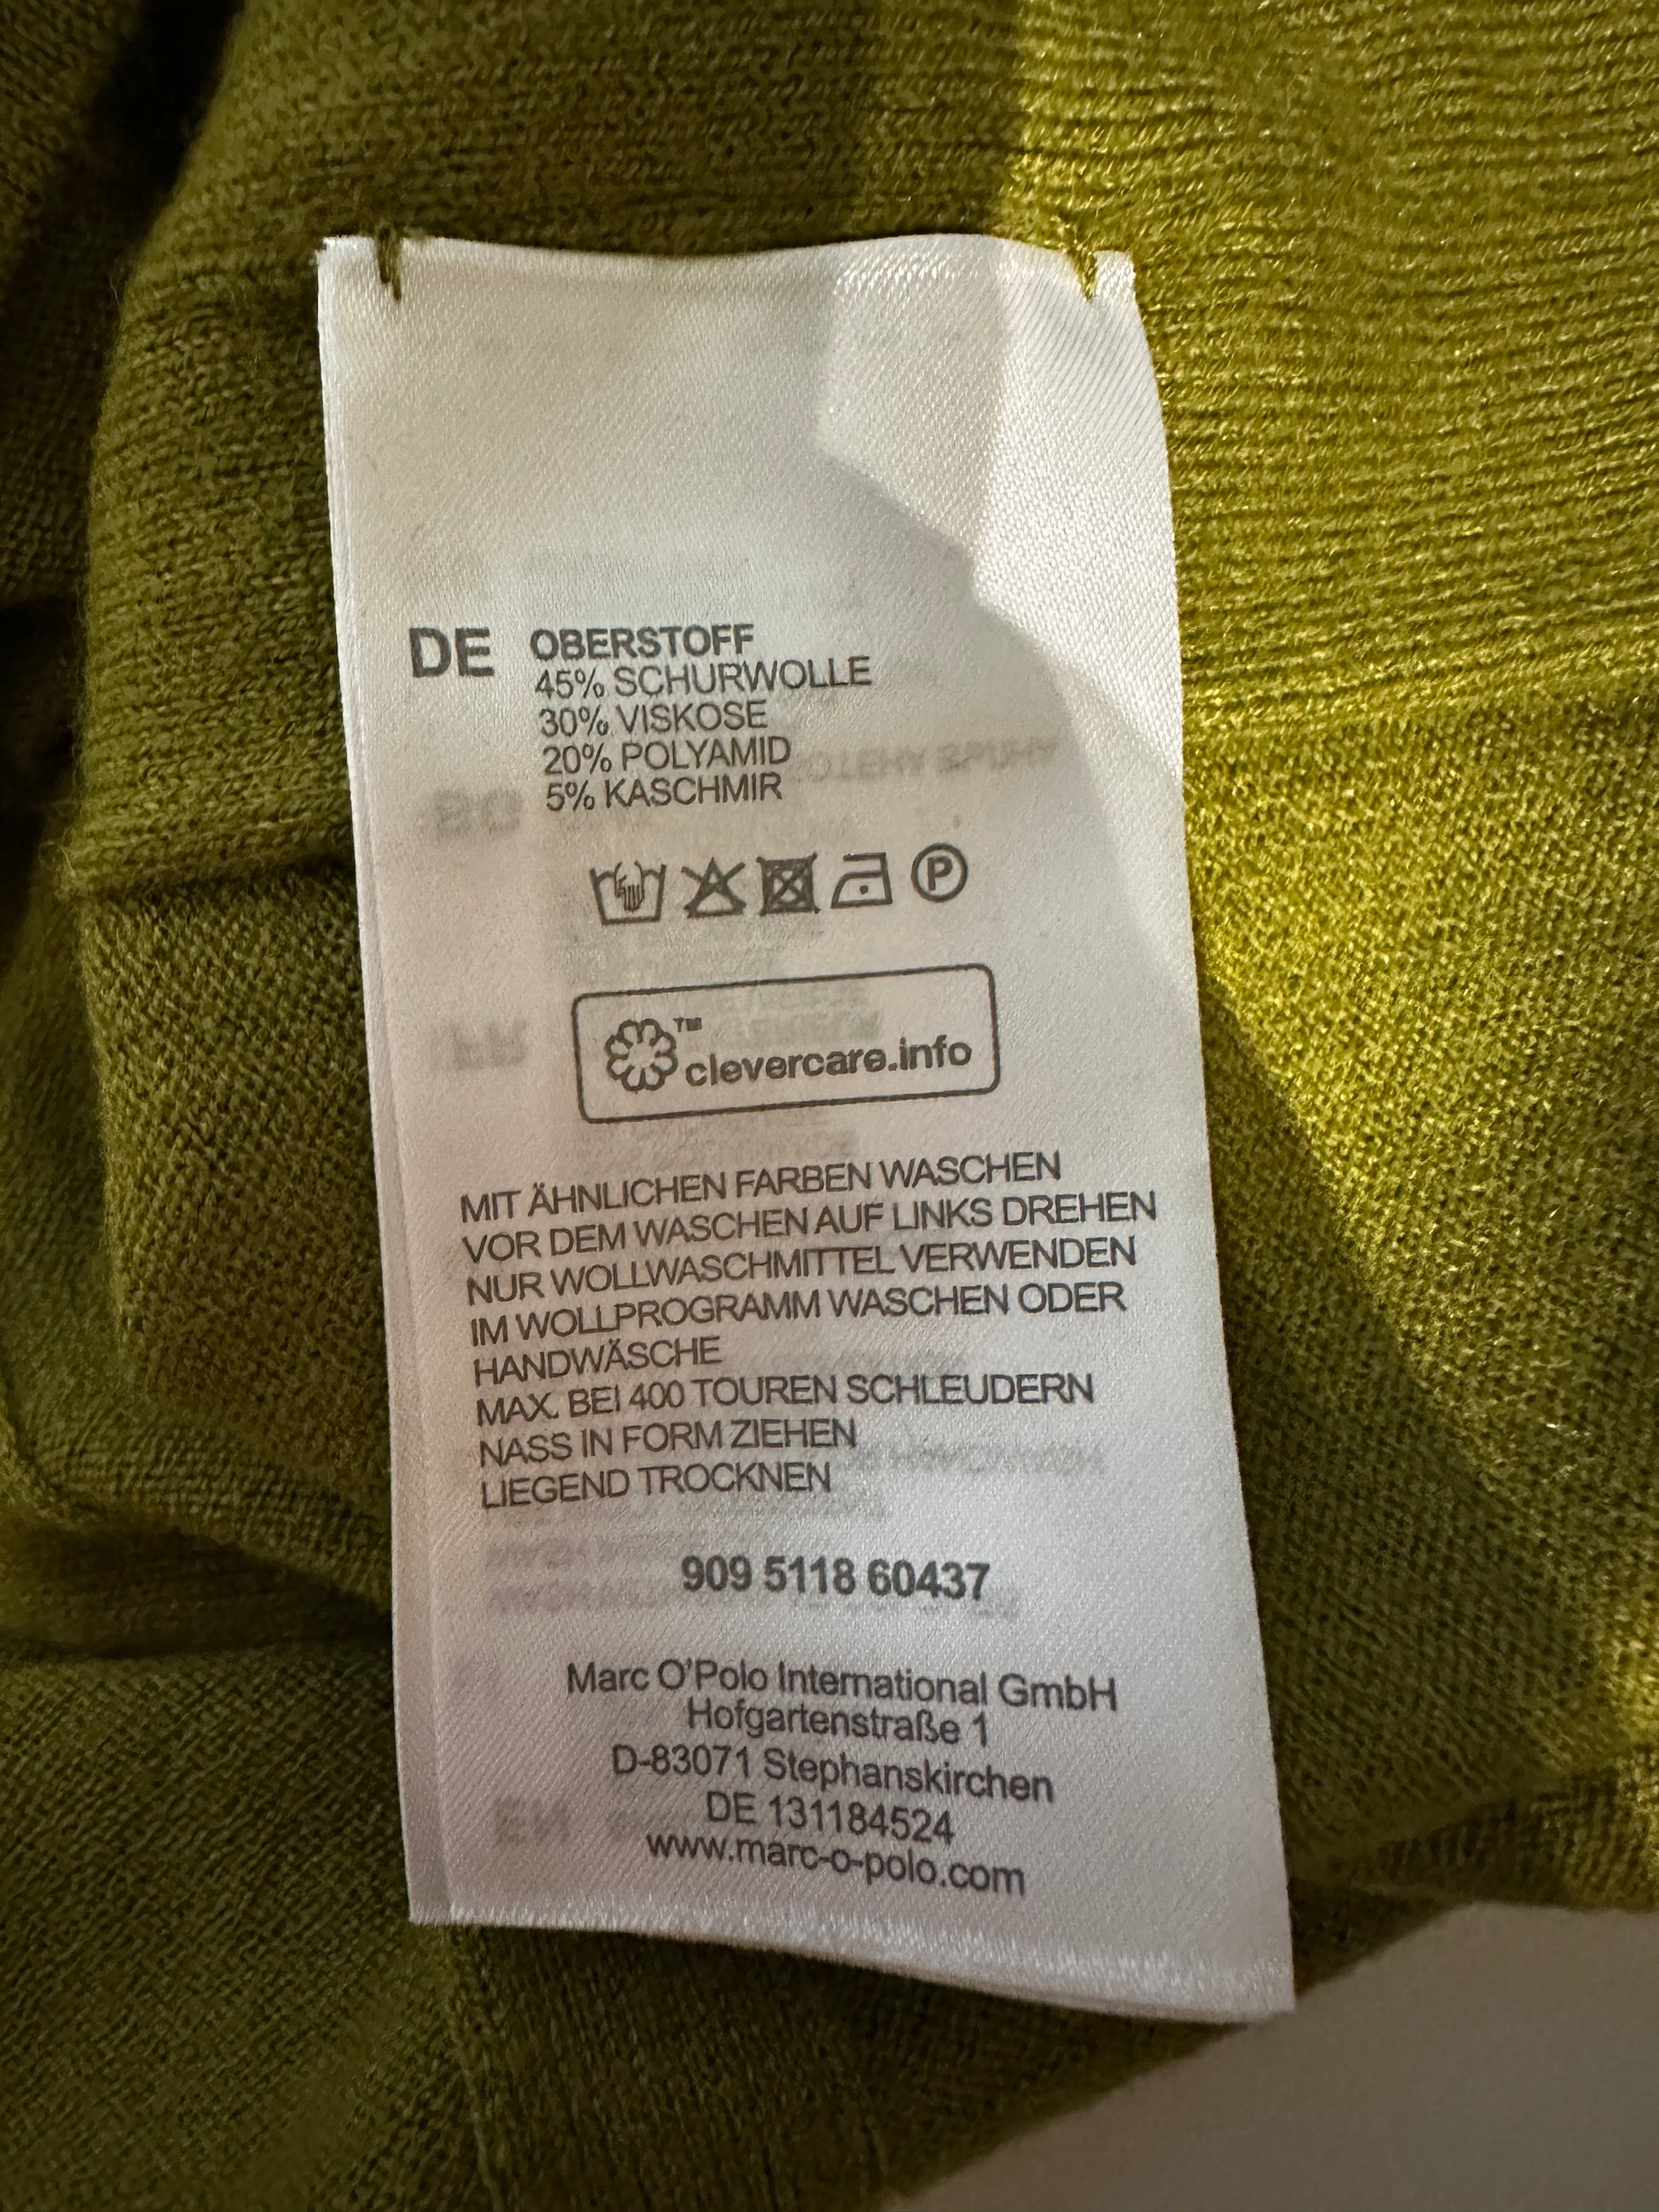 DE OBERSTOFF
45% SCHURWOLLE
30% VISKOSE
20% POLYAMID
5% KASCHMIR
P
™
clevercare.info
MIT ÄHNLICHEN FARBEN WASCHEN
VOR DEM WASCHEN AUF LINKS DREHEN
NUR WOLLWASCHMITTEL VERWENDEN
IM WOLLPROGRAMM WASCHEN ODER
HANDWÄSCHE
MAX. BEI 400 TOUREN SCHLEUDERN
NASS IN FORM ZIEHEN
LIEGEND TROCKNEN
909 5118 60437
Marc O'Polo International GmbH
Hofgartenstraße 1
D-83071 Stephanskirchen
DE 131184524
www.marc-o-polo.com